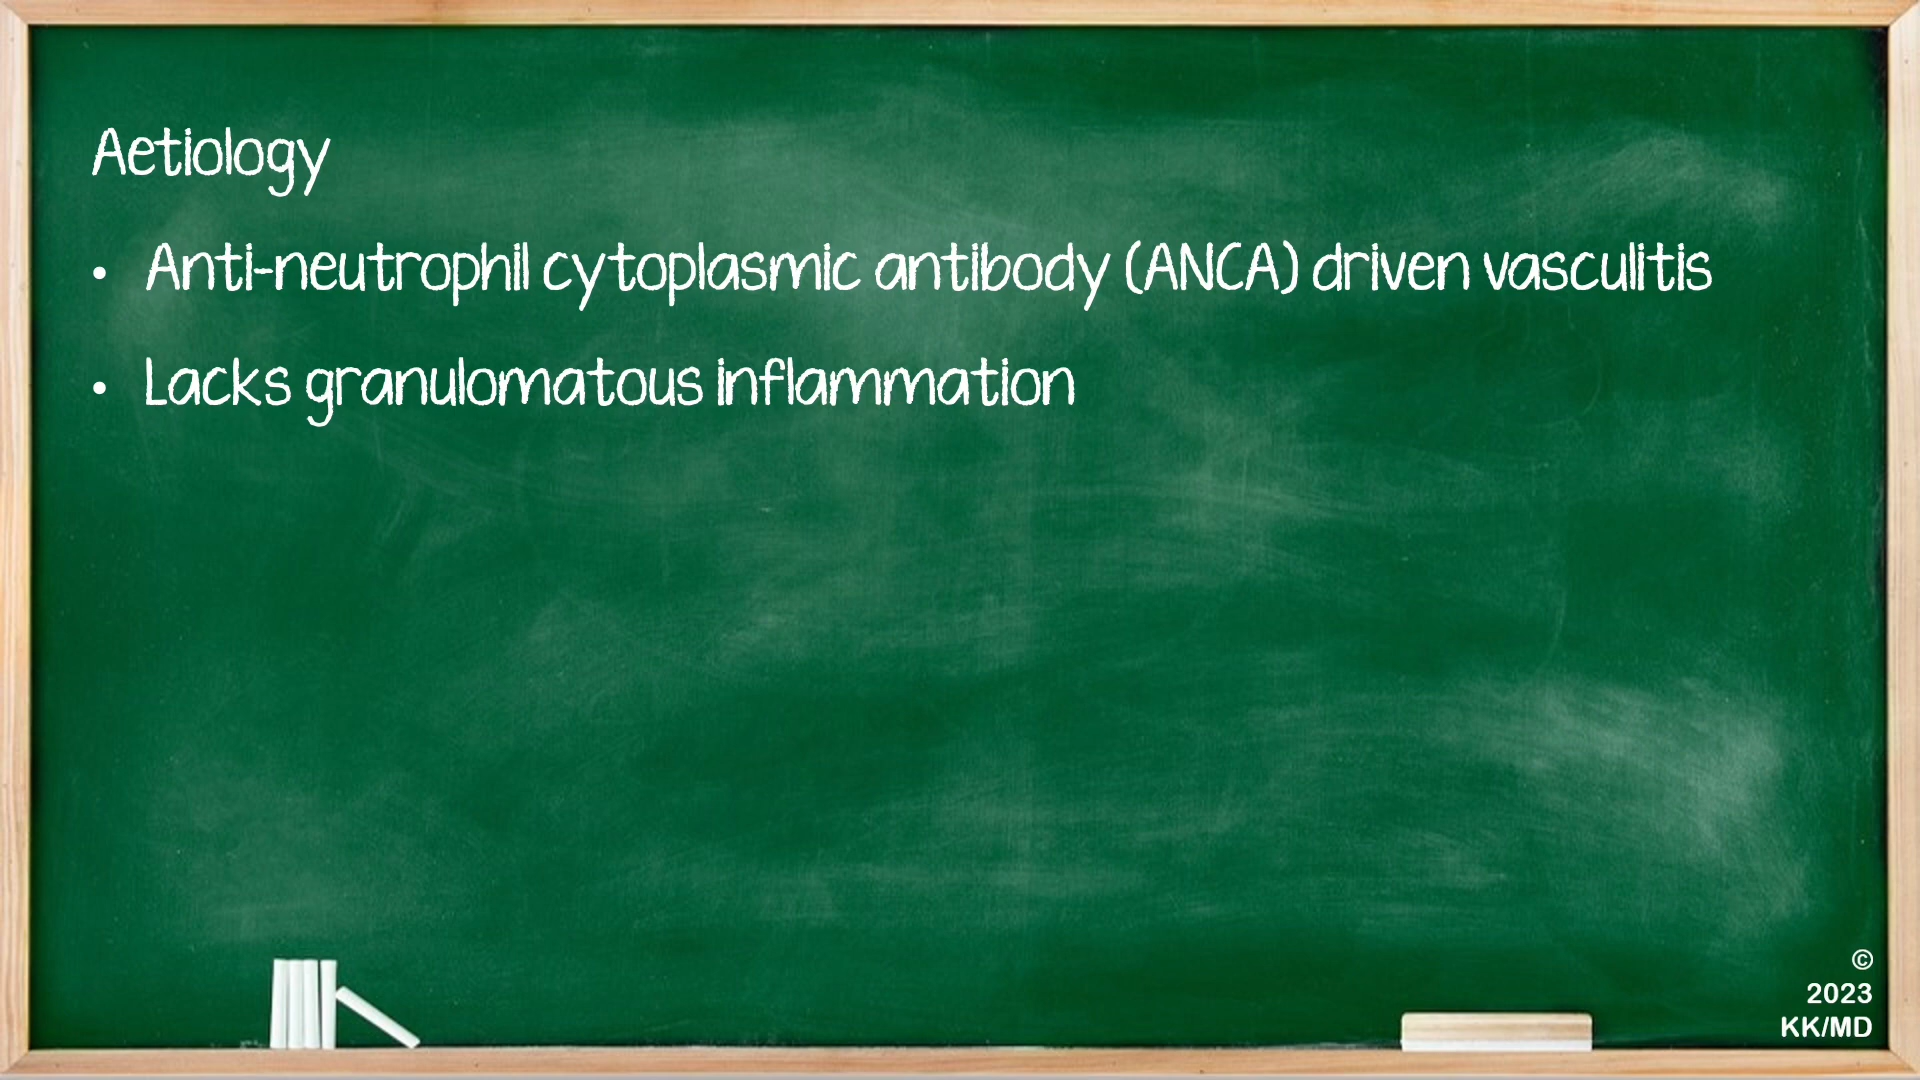 Aetiology
• Anti-neutrophil cytoplasmic antibody (ANCA) driven vasculitis
• Lacks granulomatous inflammation
©
2023
KK/MD